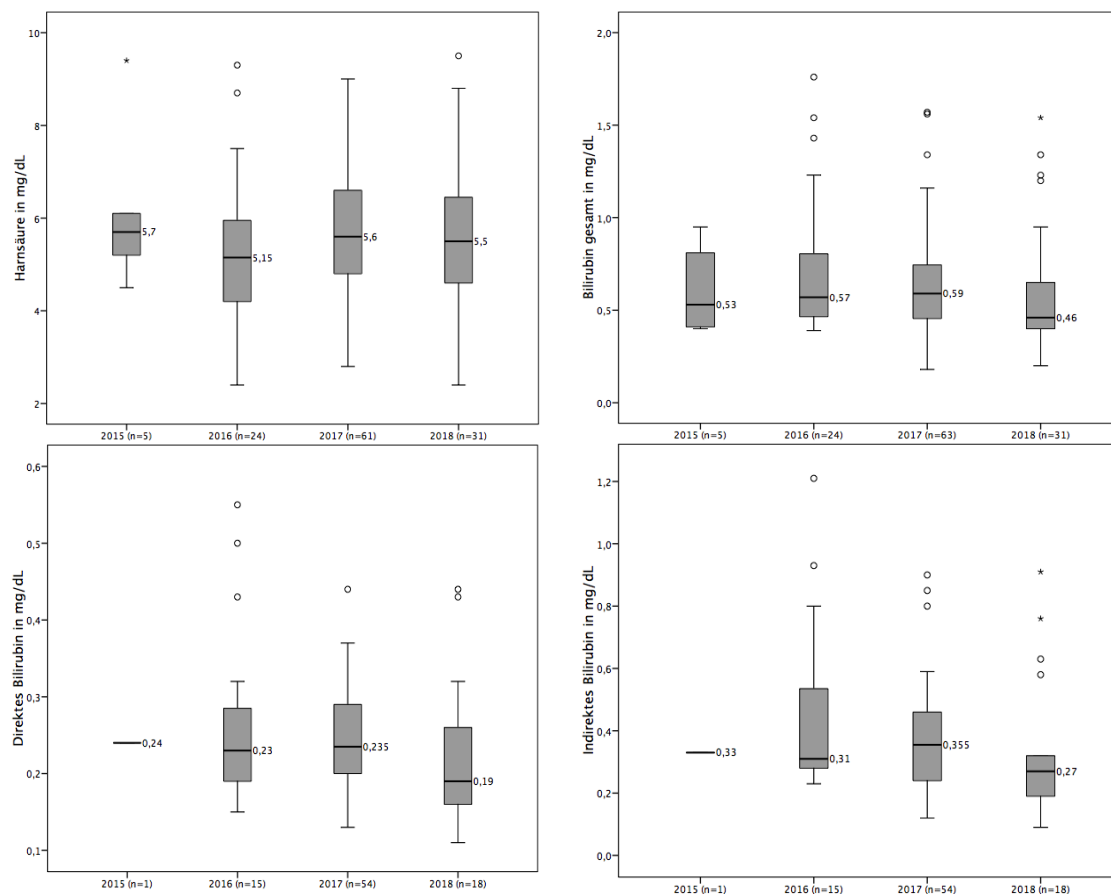 Harnsäure in mg/dL
10
8
6
4
2
*
5,7
5,15
5,6
5,5
2015 (n=5)
2016 (n=24)
2017 (n=61)
2018 (n=31)
Bilirubin gesamt in mg/dL
2,0
1,5
1,0
0,5
0,0
*
0,53
0,57
0,59
0,46
2015 (n=5)
2016 (n=24)
2017 (n=63)
2018 (n=31)
Direktes Bilirubin in mg/dL
0,6
0,5
0,4
0,3
0,2
0,1
0,24
0,23
0,235
0,19
2015 (n=1)
2016 (n=15)
2017 (n=54)
2018 (n=18)
Indirektes Bilirubin in mg/dL
1,2
1,0
0,8
0,6
0,4
0,2
0,0
*
*
0,33
0,31
0,355
0,27
2015 (n=1)
2016 (n=15)
2017 (n=54)
2018 (n=18)